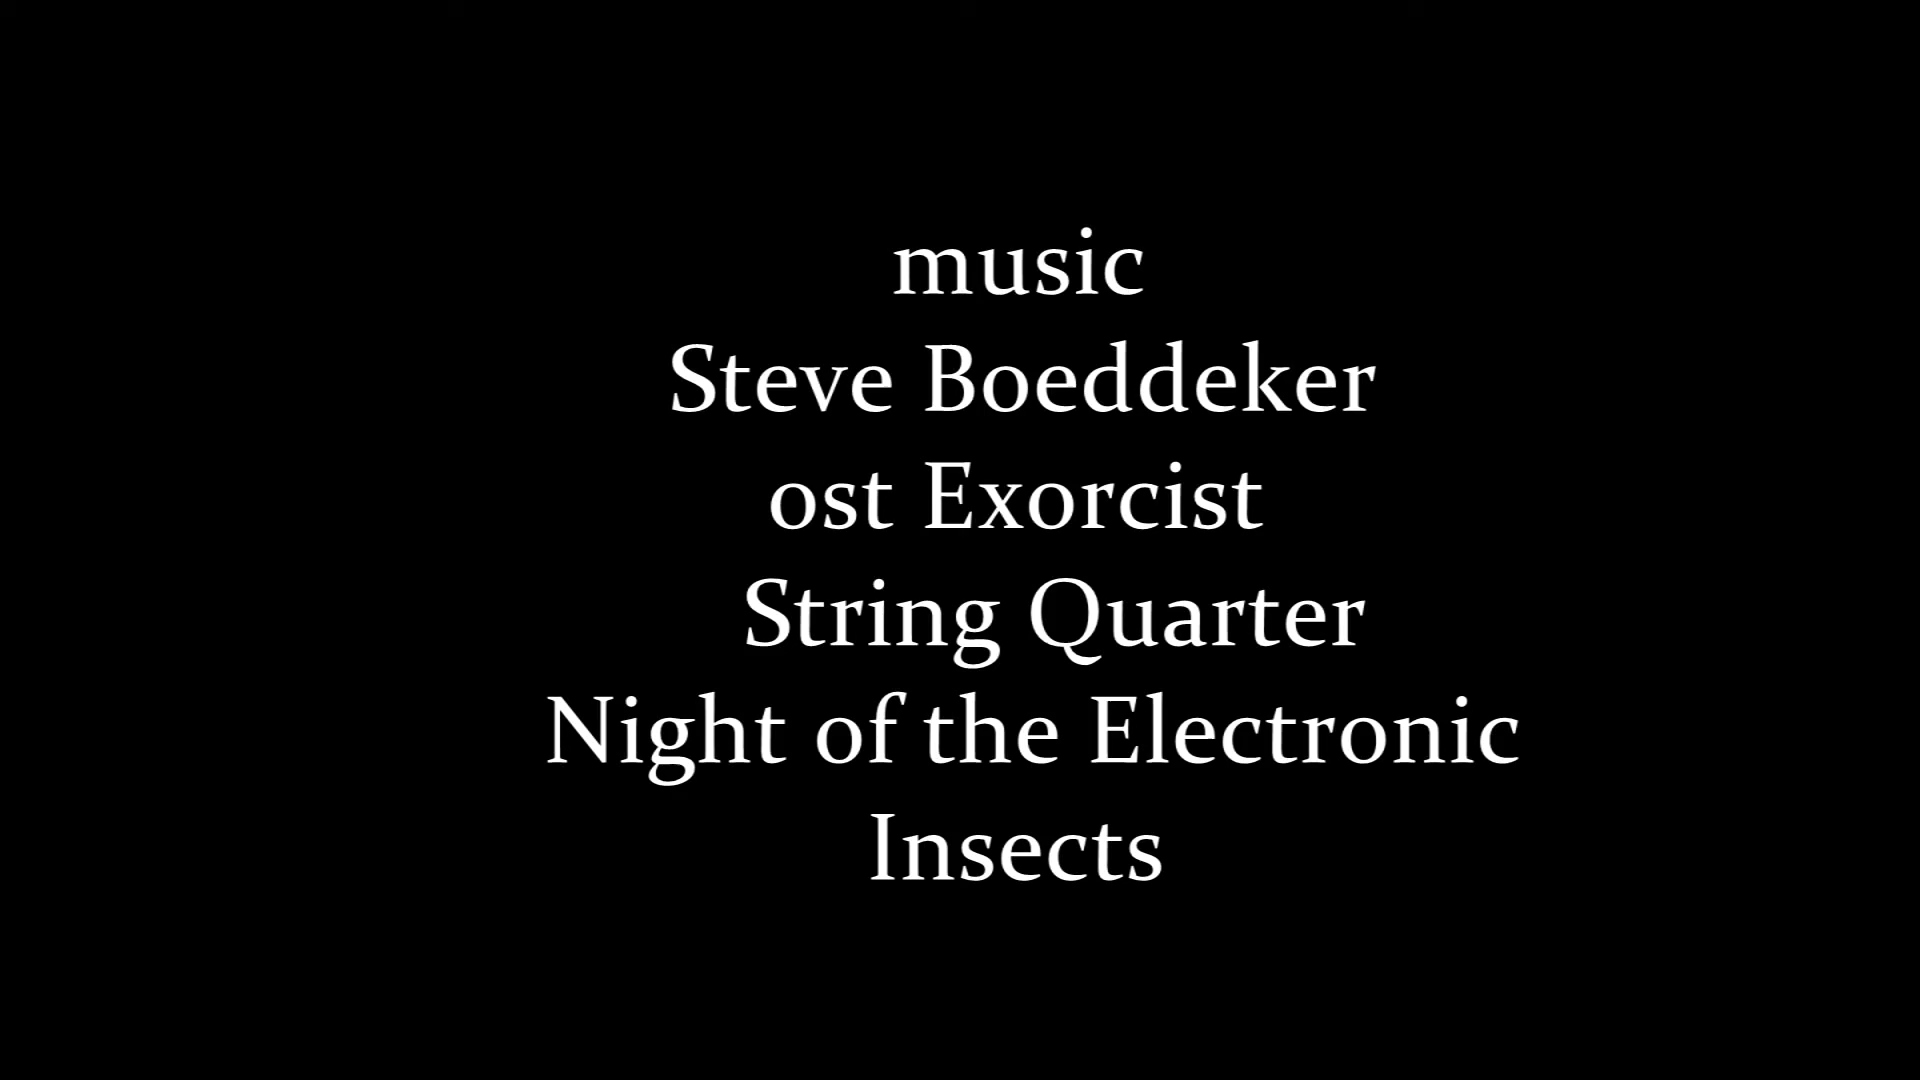 music
Steve Boeddeker
ost Exorcist
String Quarter
Night of the Electronic
Insects